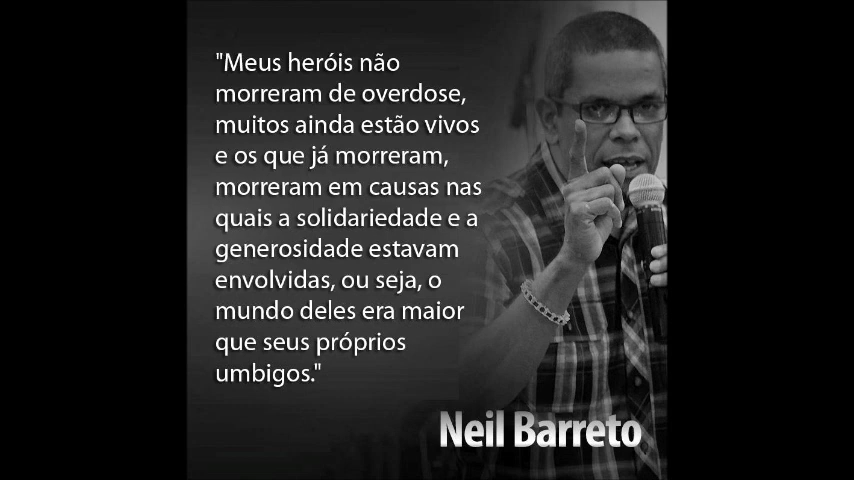 "Meus heróis não
morreram de overdose,
muitos ainda estão vivos
e os que já morreram,
morreram em causas nas
quais a solidariedade e a
generosidade estavam
envolvidas, ou seja, o
mundo deles era maior
que seus próprios
umbigos."
Neil Barreto